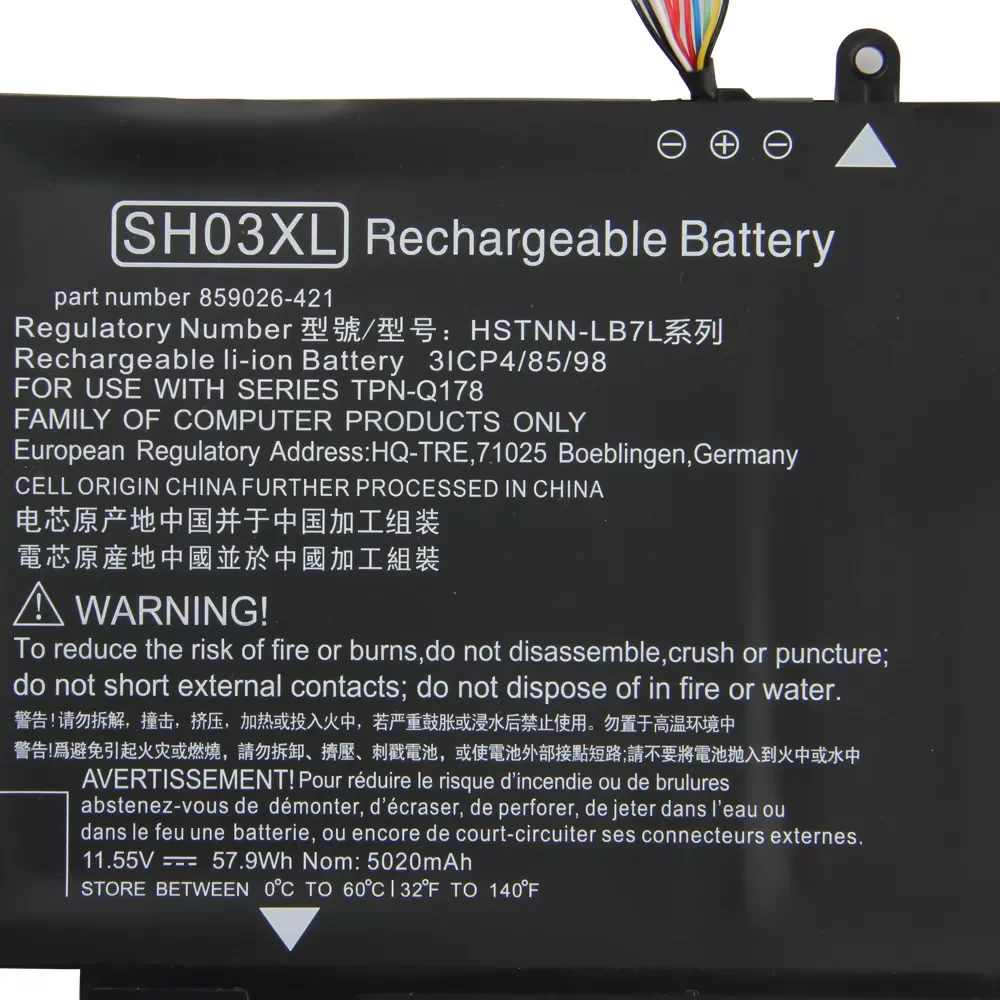 SH03XL Rechargeable Battery
part number 859026-421
Regulatory Number 型號/型号: HSTNN-LB7L系列
Rechargeable li-ion Battery 3ICP4/85/98
FOR USE WITH SERIES TPN-Q178
FAMILY OF COMPUTER PRODUCTS ONLY
European Regulatory Address:HQ-TRE,71025 Boeblingen,Germany
CELL ORIGIN CHINA FURTHER PROCESSED IN CHINA
电芯原产地中国并于中国加工组装
電芯原産地中國並於中國加工組裝
WARNING!
To reduce the risk of fire or burns,do not disassemble,crush or puncture;
do not short external contacts; do not dispose of in fire or water.
警告!请勿拆解，撞击，挤压，加热或投入火中，若严重鼓胀或浸水后禁止使用。勿置于高温环境中
警告!爲避免引起火灾或燃燒，請勿拆卸、擠壓、刺戳電池，或使電池外部接點短路;請不要將電池抛入到火中或水中
AVERTISSEMENT! Pour réduire le risque d'incendie ou de brulures
abstenez-vous de démonter, d'écraser, de perforer, de jeter dans l'eau ou
dans le feu une batterie, ou encore de court-circuiter ses connecteurs externes.
11.55V ⎓ 57.9Wh Nom: 5020mAh
STORE BETWEEN 0℃ TO 60℃ | 32℉ TO 140℉